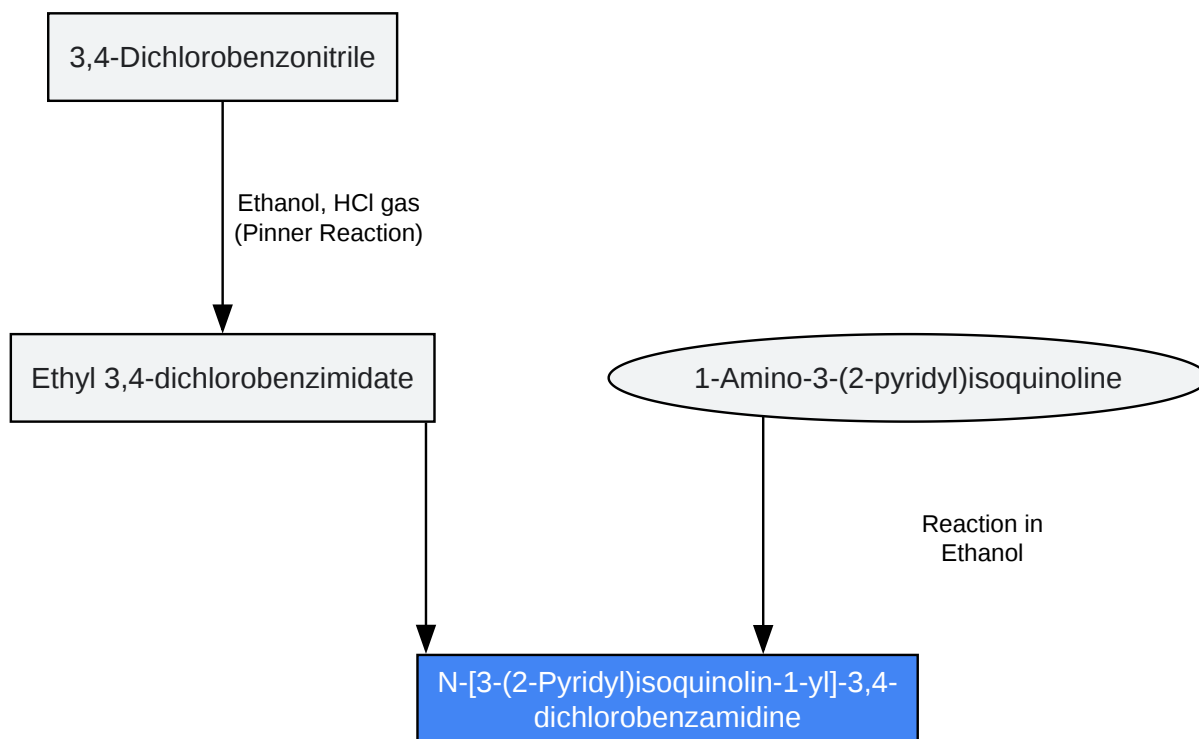 3,4-Dichlorobenzonitrile
Ethanol, HCl gas
(Pinner Reaction)
Ethyl 3,4-dichlorobenzimidate
1-Amino-3-(2-pyridyl)isoquinoline
Reaction in
Ethanol
N-[3-(2-Pyridyl)isoquinolin-1-yl]-3,4-
dichlorobenzamidine